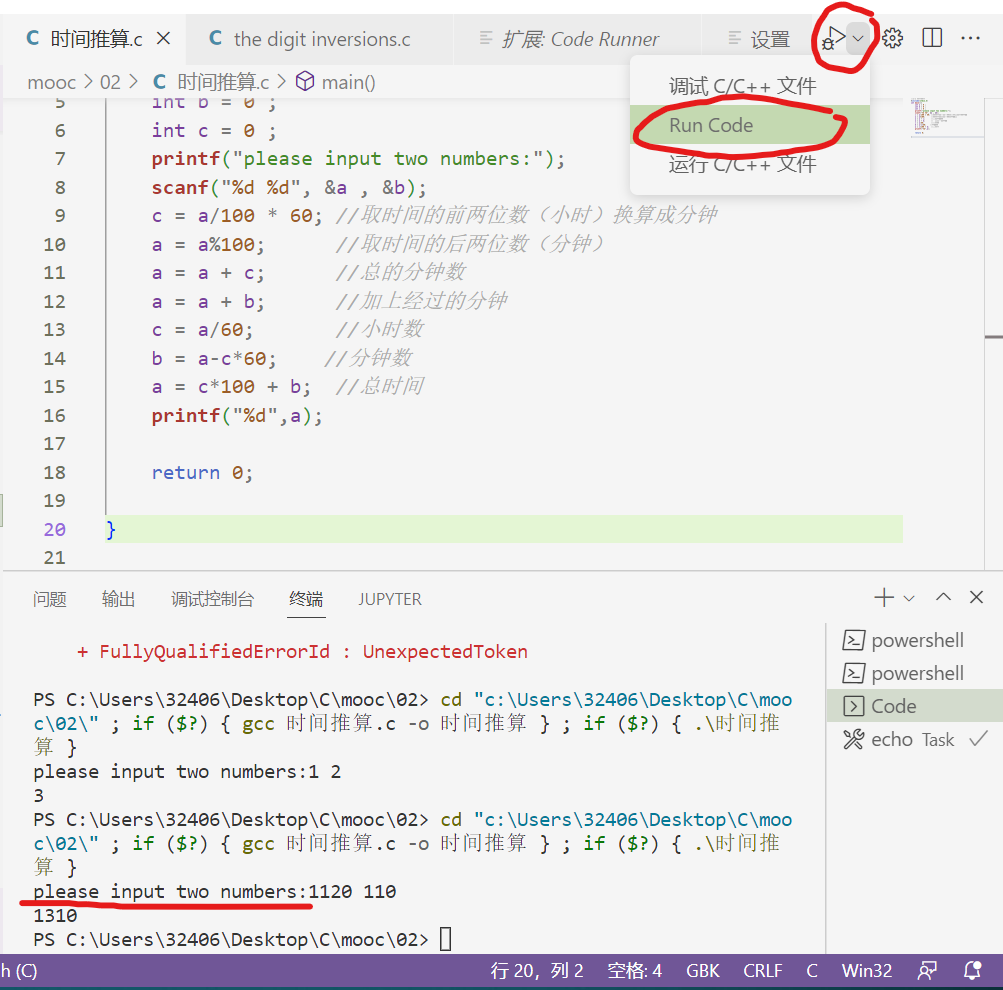 C 时间推算.c × C the digit inversions.c 扩展: Code Runner 设置
mooc > 02 > C 时间推算.c > main()
调试 C/C++ 文件
Run Code
运行 C/C++ 文件
5 int b = 0 ;
6 int c = 0 ;
7 printf("please input two numbers:");
8 scanf("%d %d", &a , &b);
9 c = a/100 * 60; //取时间的前两位数（小时）换算成分钟
10 a = a%100; //取时间的后两位数（分钟）
11 a = a + c; //总的分钟数
12 a = a + b; //加上经过的分钟
13 c = a/60; //小时数
14 b = a-c*60; //分钟数
15 a = c*100 + b; //总时间
16 printf("%d",a);
17
18 return 0;
19
20 }
21
问题 输出 调试控制台 终端 JUPYTER
+ FullyQualifiedErrorId : UnexpectedToken
PS C:\Users\32406\Desktop\C\mooc\02> cd "c:\Users\32406\Desktop\C\moo
c\02\" ; if ($?) { gcc 时间推算.c -o 时间推算 } ; if ($?) { .\时间推
算 }
please input two numbers:1 2
3
PS C:\Users\32406\Desktop\C\mooc\02> cd "c:\Users\32406\Desktop\C\moo
c\02\" ; if ($?) { gcc 时间推算.c -o 时间推算 } ; if ($?) { .\时间推
算 }
please input two numbers:1120 110
1310
PS C:\Users\32406\Desktop\C\mooc\02>
powershell
powershell
Code
echo Task ✓
h (C) 行 20，列 2 空格: 4 GBK CRLF C Win32